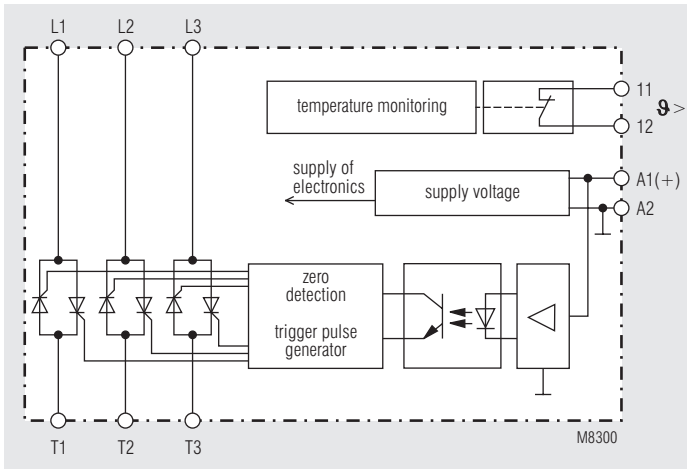 L1 L2 L3
temperature monitoring
11
ϑ>
12
supply of
electronics
supply voltage
A1(+)
A2
zero
detection
trigger pulse
generator
T1 T2 T3
M8300